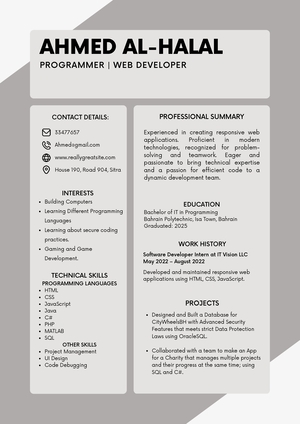 AHMED AL-HALAL
PROGRAMMER | WEB DEVELOPER
CONTACT DETAILS:
33477657
Ahmed@gmail.com
www.reallygreatsite.com
House 190, Road 904, Sitra
INTERESTS
Building Computers
Learning Different Programming
Languages
Learning about secure coding
practices.
Gaming and Game
Development.
TECHNICAL SKILLS
PROGRAMMING LANGUAGES
HTML
CSS
JavaScript
Java
C#
PHP
MATLAB
SQL
OTHER SKILLS
Project Management
UI Design
Code Debugging
PROFESSIONAL SUMMARY
Experienced in creating responsive web
applications. Proficient in modern
technologies, recognized for problem-
solving and teamwork. Eager and
passionate to bring technical expertise
and a passion for efficient code to a
dynamic development team.
EDUCATION
Bachelor of IT in Programming
Bahrain Polytechnic, Isa Town, Bahrain
Graduated: 2025
WORK HISTORY
Software Developer Intern at IT Vision LLC
May 2022 - August 2022
Developed and maintained responsive web
applications using HTML, CSS, JavaScript.
PROJECTS
Designed and Built a Database for
CityWheelsBH with Advanced Security
Features that meets strict Data Protection
Laws using OracleSQL.
Collaborated with a team to make an App
for a Charity that manages multiple projects
and their progress at the same time; using
SQL and C#.